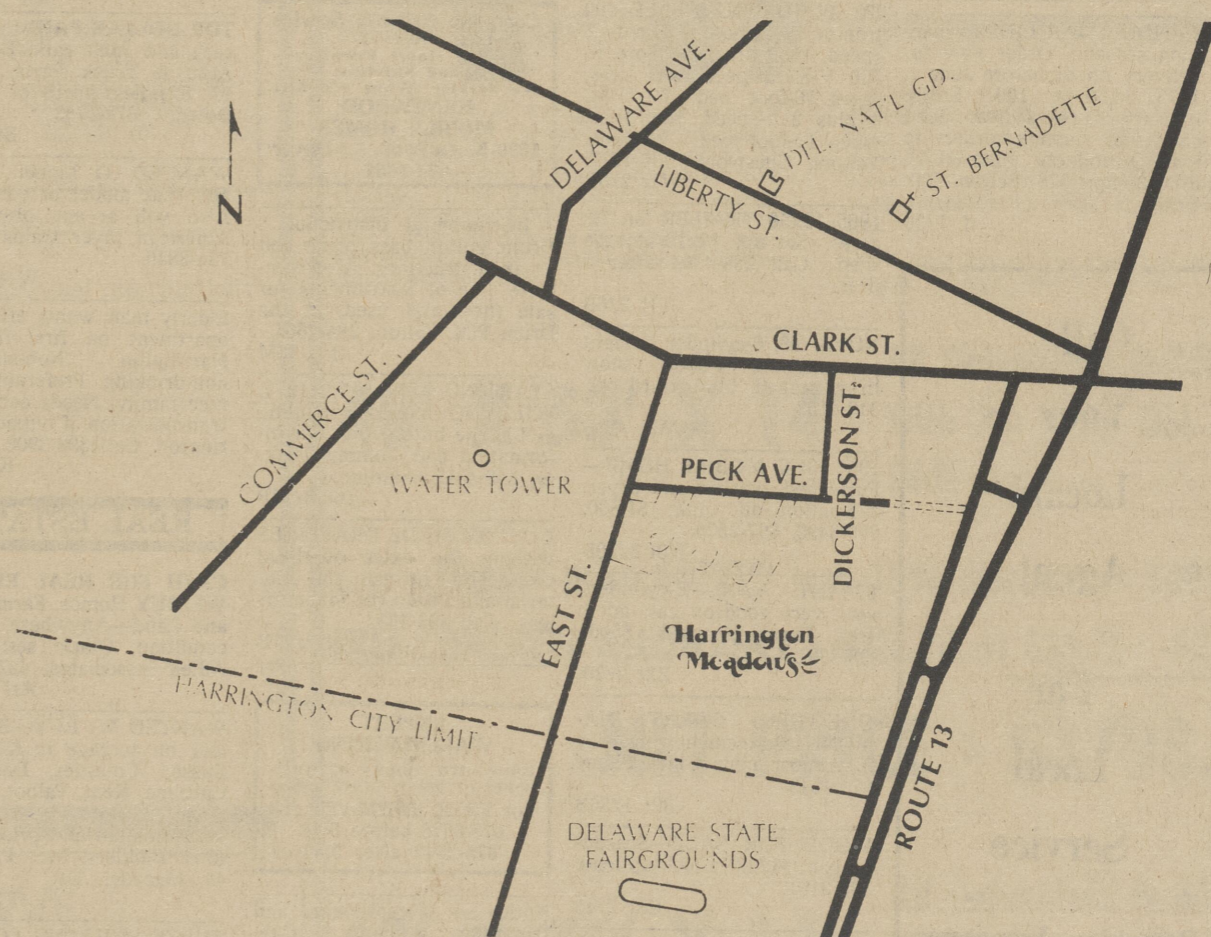 DELAWARE AVE.
DEL. NAT'L GD.
ST. BERNADETTE
N
LIBERTY ST.
CLARK ST.
COMMERCE ST.
WATER TOWER
PECK AVE.
DICKERSON ST.
EAST ST.
Harrington
Meadows
HARRINGTON CITY LIMIT
ROUTE 13
DELAWARE STATE
FAIRGROUNDS